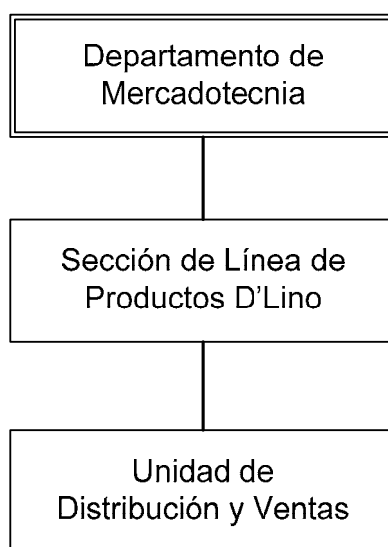 Departamento de
Mercadotecnia
Sección de Línea de
Productos D'Lino
Unidad de
Distribución y Ventas